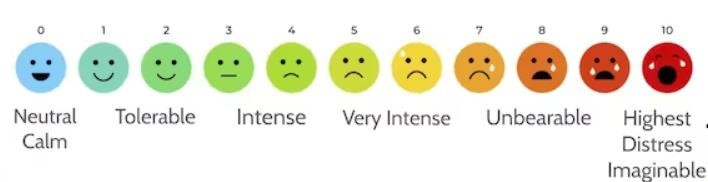 0 1 2 3 4 5 6 7 8 9 10
Neutral Tolerable Intense Very Intense Unbearable Highest
Calm Distress
Imaginable